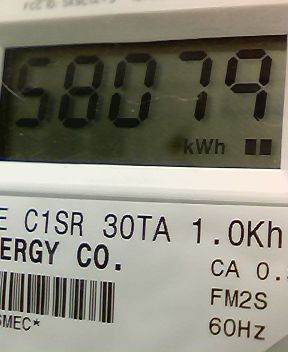 58079
kWh
E C1SR 30TA 1.0Kh
ERGY CO.
CA 0.
FM2S
SMEC*
60Hz